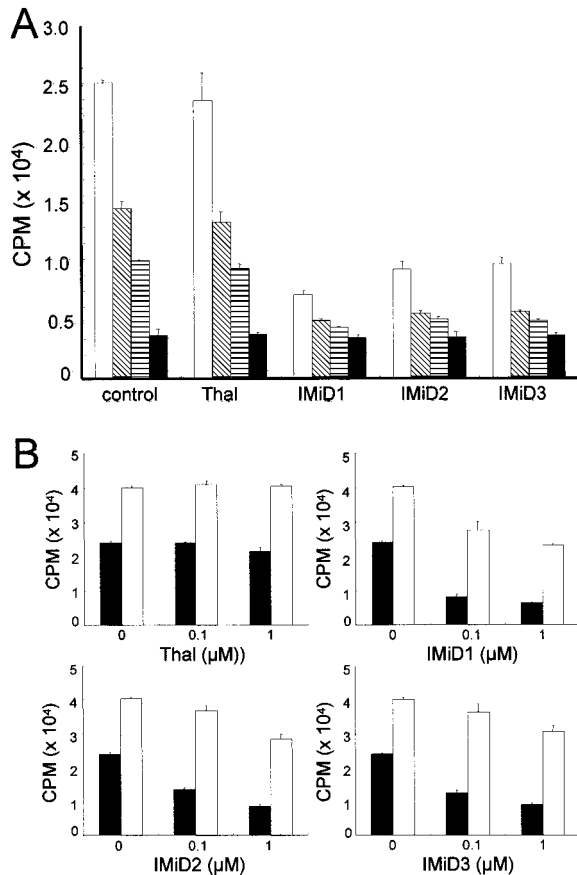 A
CPM (x 10⁴)
3.0
2.5
2.0
1.5
1.0
0.5
0
control Thal IMiD1 IMiD2 IMiD3
B
CPM (x 10⁴)
5
4
3
2
1
0
0 0.1 1
Thal (µM))
CPM (x 10⁴)
5
4
3
2
1
0
0 0.1 1
IMiD1 (µM)
CPM (x 10⁴)
5
4
3
2
1
0
0 0.1 1
IMiD2 (µM)
CPM (x 10⁴)
5
4
3
2
1
0
0 0.1 1
IMiD3 (µM)